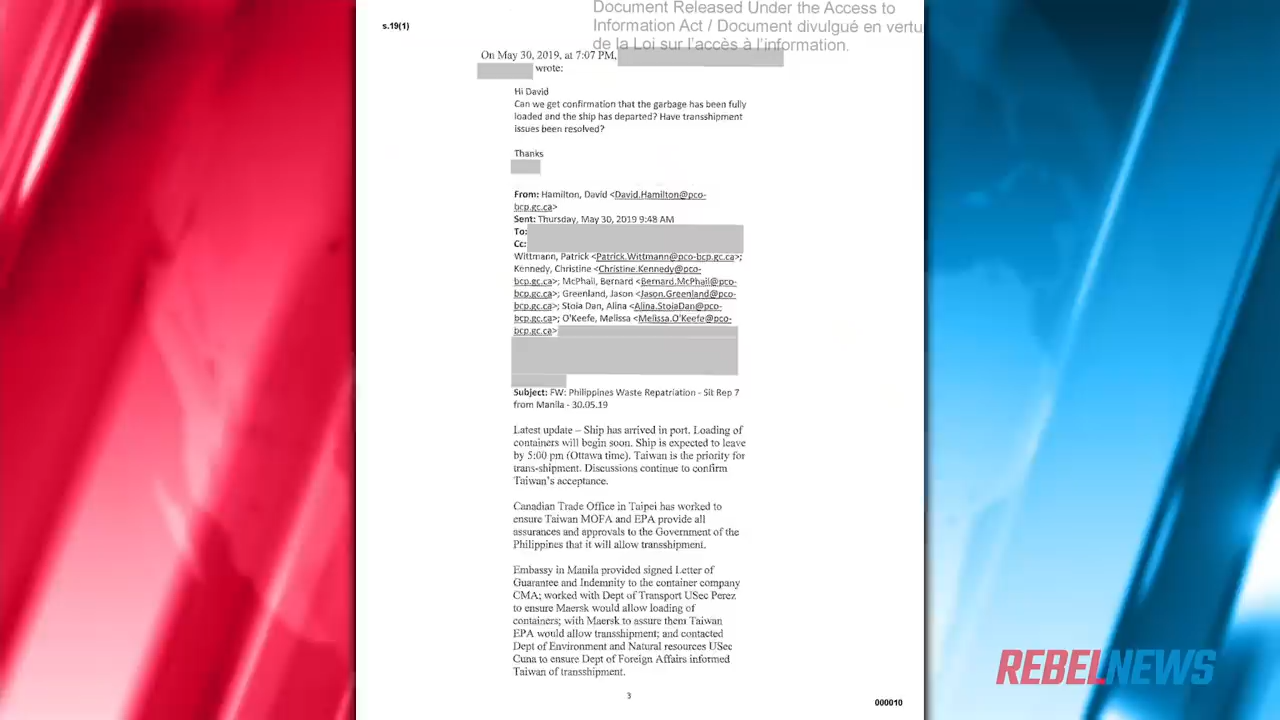 Document Released Under the Access to
Information Act / Document divulgué en vertu
de la Loi sur l'accès à l'information.
s.19(1)
On May 30, 2019, at 7:07 PM,
wrote:
Hi David
Can we get confirmation that the garbage has been fully
loaded and the ship has departed? Have transshipment
issues been resolved?
Thanks
From: Hamilton, David <David.Hamilton@pco-
bcp.gc.ca>
Sent: Thursday, May 30, 2019 9:48 AM
To:
Cc:
Wittmann, Patrick <Patrick.Wittmann@pco-bcp.gc.ca>;
Kennedy, Christine <Christine.Kennedy@pco-
bcp.gc.ca>; McPhail, Bernard <Bernard.McPhail@pco-
bcp.gc.ca>; Greenland, Jason <Jason.Greenland@pco-
bcp.gc.ca>; Stoia Dan, Alina <Alina.StoiaDan@pco-
bcp.gc.ca>; O'Keefe, Melissa <Melissa.O'Keefe@pco-
bcp.gc.ca>
Subject: FW: Philippines Waste Repatriation - Sit Rep 7
from Manila - 30.05.19
Latest update – Ship has arrived in port. Loading of
containers will begin soon. Ship is expected to leave
by 5:00 pm (Ottawa time). Taiwan is the priority for
trans-shipment. Discussions continue to confirm
Taiwan's acceptance.
Canadian Trade Office in Taipei has worked to
ensure Taiwan MOFA and EPA provide all
assurances and approvals to the Government of the
Philippines that it will allow transshipment.
Embassy in Manila provided signed Letter of
Guarantee and Indemnity to the container company
CMA; worked with Dept of Transport USec Perez
to ensure Maersk would allow loading of
containers; with Maersk to assure them Taiwan
EPA would allow transshipment; and contacted
Dept of Environment and Natural resources USec
Cuna to ensure Dept of Foreign Affairs informed
Taiwan of transshipment.
3
000010
REBELNEWS